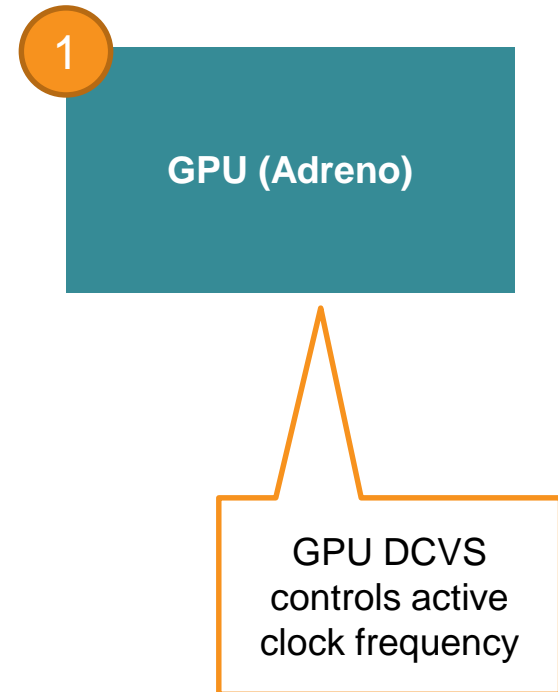 1
GPU (Adreno)
GPU DCVS
controls active
clock frequency